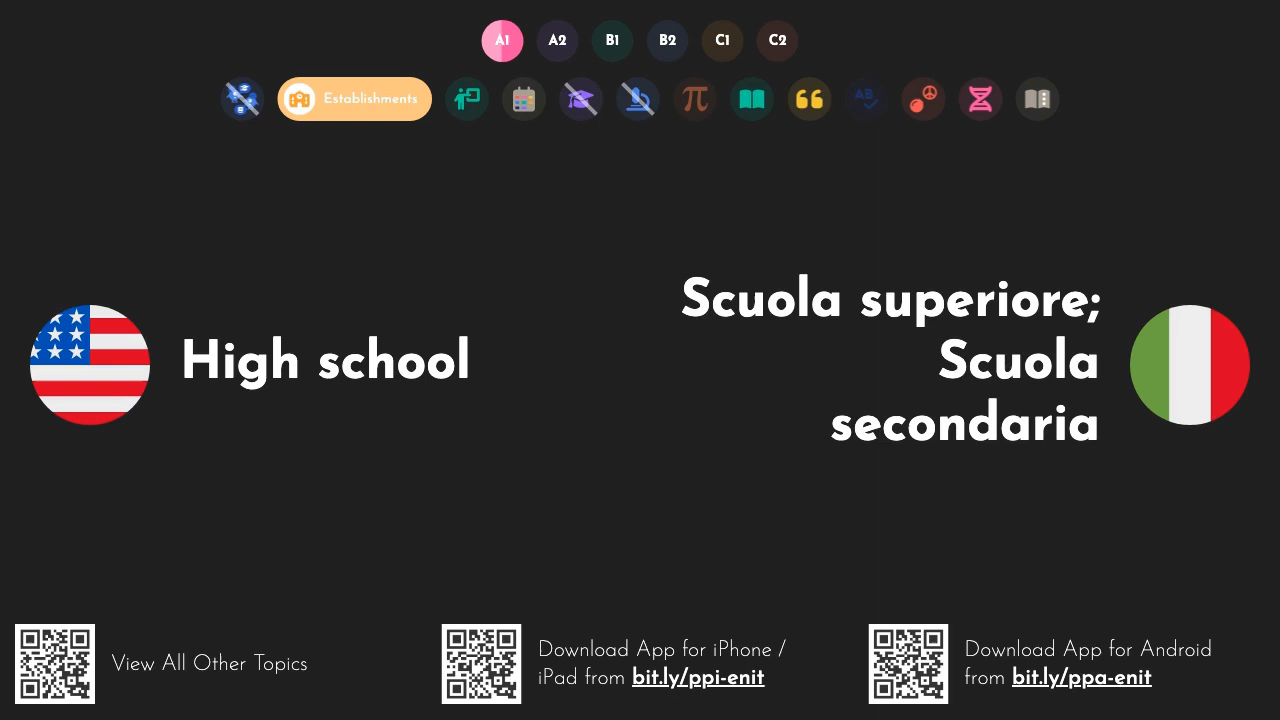 A1 A2 B1 B2 C1 C2
Establishments
High school
Scuola superiore;
Scuola
secondaria
View All Other Topics
Download App for iPhone /
iPad from bit.ly/ppi-enit
Download App for Android
from bit.ly/ppa-enit